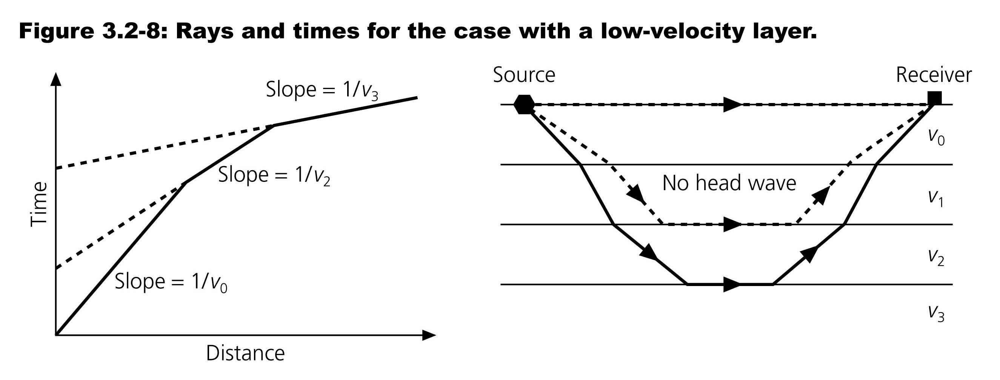 Figure 3.2-8: Rays and times for the case with a low-velocity layer.
Slope = 1/v3
Slope = 1/v2
Slope = 1/v0
Time
Distance
Source
Receiver
v0
No head wave
v1
v2
v3